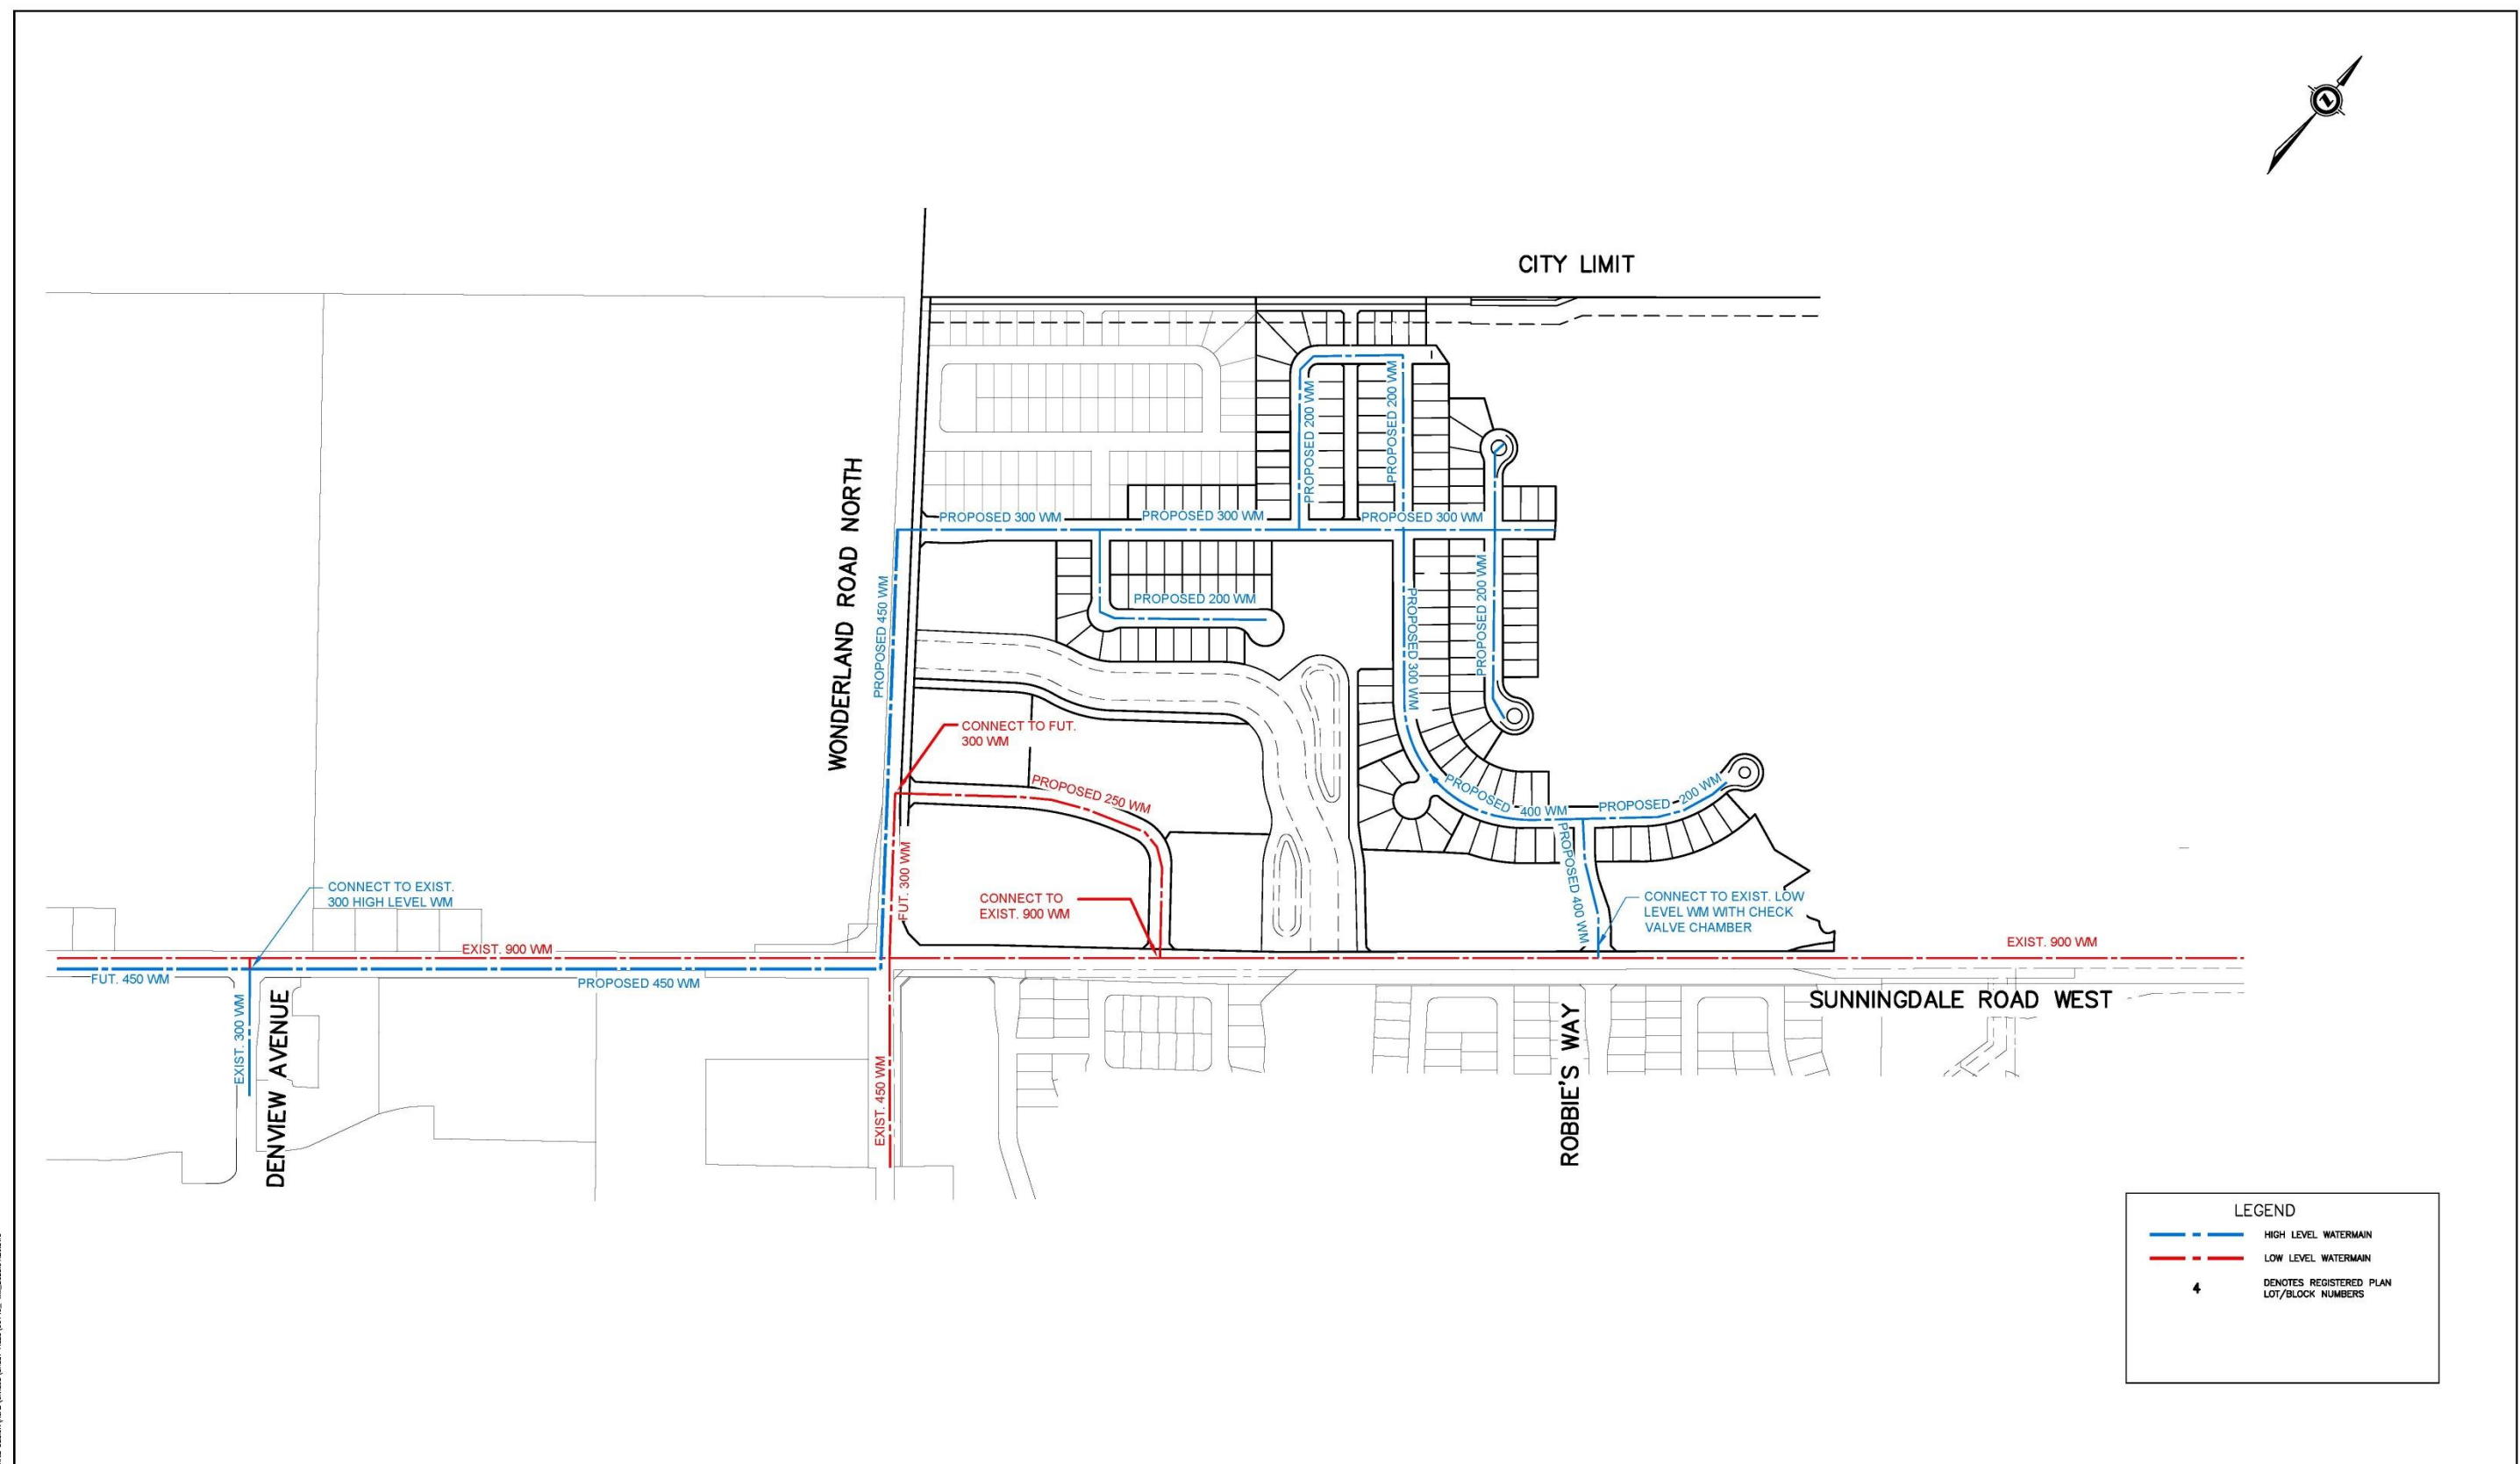 CITY LIMIT
WONDERLAND ROAD NORTH
PROPOSED 200 WM
PROPOSED 200 WM
PROPOSED 300 WM
PROPOSED 300 WM
PROPOSED 300 WM
PROPOSED 450 WM
PROPOSED 200 WM
PROPOSED 300 WM
PROPOSED 200 WM
CONNECT TO FUT.
300 WM
PROPOSED 250 WM
PROPOSED 400 WM
PROPOSED 200 WM
FUT. 300 WM
PROPOSED 400 WM
CONNECT TO EXIST.
300 HIGH LEVEL WM
CONNECT TO
EXIST. 900 WM
CONNECT TO EXIST. LOW
LEVEL WM WITH CHECK
VALVE CHAMBER
EXIST. 900 WM
EXIST. 900 WM
FUT. 450 WM
PROPOSED 450 WM
SUNNINGDALE ROAD WEST
EXIST. 300 WM
DENVIEW AVENUE
EXIST. 450 WM
ROBBIE'S WAY
LEGEND
HIGH LEVEL WATERMAIN
LOW LEVEL WATERMAIN
4
DENOTES REGISTERED PLAN
LOT/BLOCK NUMBERS